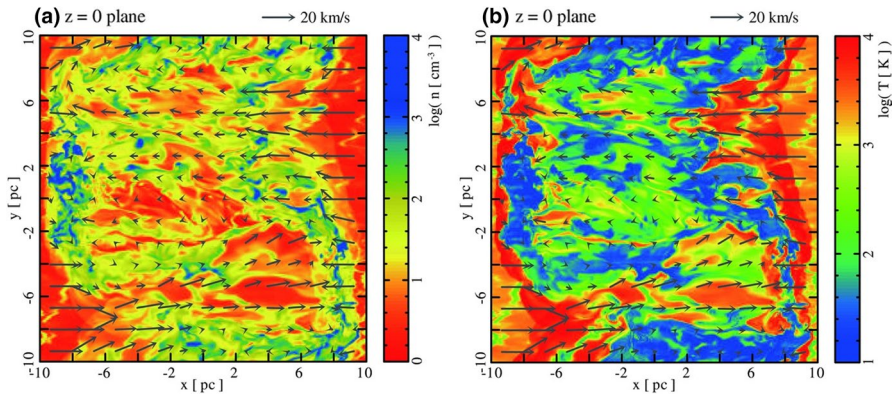 (a) z = 0 plane 20 km/s
10
6
2
-2
-6
-10
y [ pc ]
-10 -6 -2 2 6 10
x [ pc ]
4
3
2
1
0
log( n [ cm⁻³ ] )
(b) z = 0 plane 20 km/s
10
6
2
-2
-6
-10
y [ pc ]
-10 -6 -2 2 6 10
x [ pc ]
4
3
2
1
log( T [ K ] )